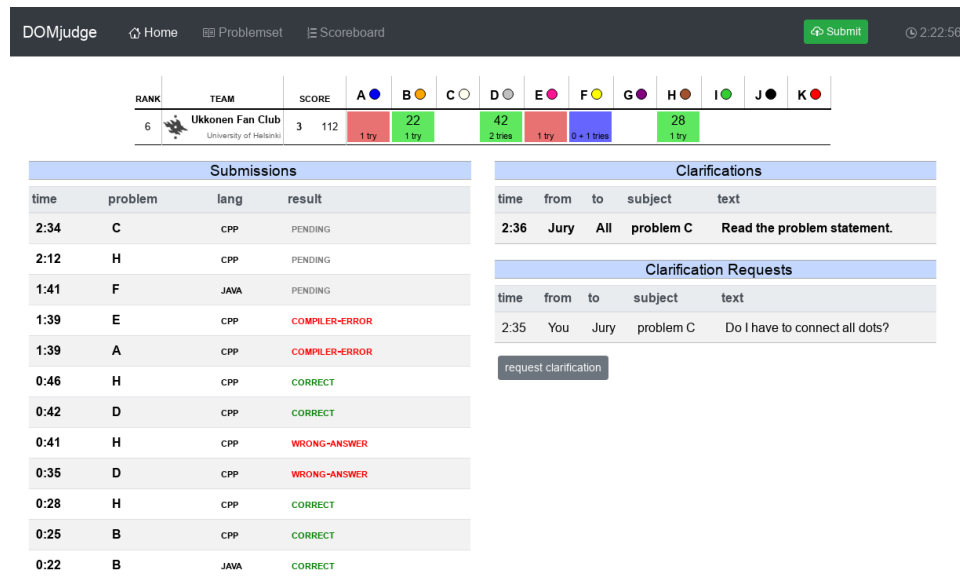 DOMjudge Home Problemset Scoreboard Submit 2:22:56
RANK TEAM SCORE A B C D E F G H I J K
6 Ukkonen Fan Club 3 112 22 42 28
University of Helsinki 1 try 1 try 2 tries 1 try 0 + 1 tries 1 try
Submissions
time problem lang result
2:34 C CPP PENDING
2:12 H CPP PENDING
1:41 F JAVA PENDING
1:39 E CPP COMPILER-ERROR
1:39 A CPP COMPILER-ERROR
0:46 H CPP CORRECT
0:42 D CPP CORRECT
0:41 H CPP WRONG-ANSWER
0:35 D CPP WRONG-ANSWER
0:28 H CPP CORRECT
0:25 B CPP CORRECT
0:22 B JAVA CORRECT
Clarifications
time from to subject text
2:36 Jury All problem C Read the problem statement.
Clarification Requests
time from to subject text
2:35 You Jury problem C Do I have to connect all dots?
request clarification